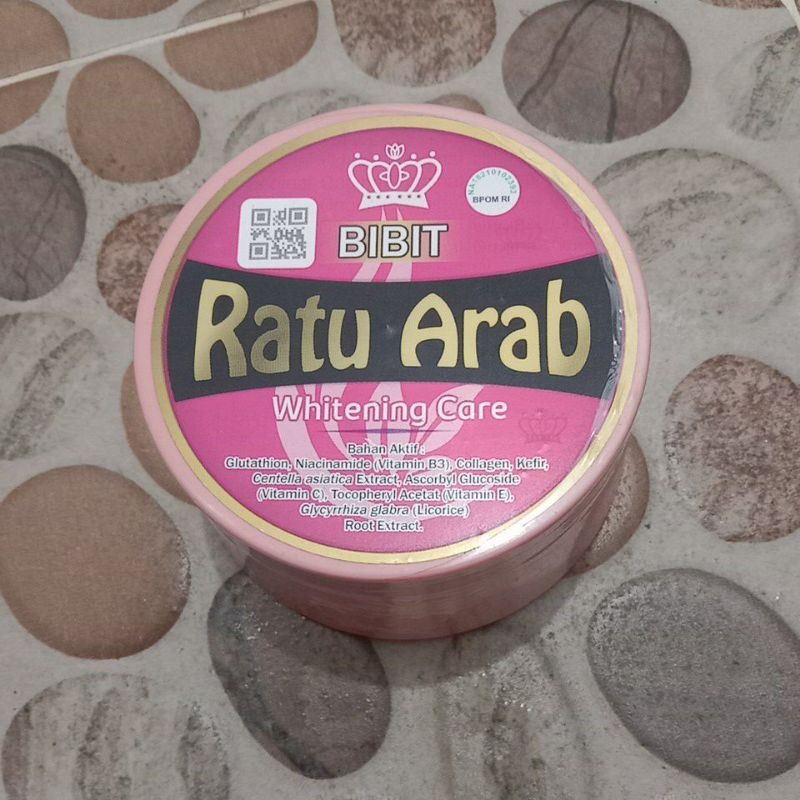 NA18210102392
BPOM RI
BIBIT
Ratu Arab
Whitening Care
Bahan Aktif :
Glutathion, Niacinamide (Vitamin B3), Collagen, Kefir,
Centella asiatica Extract, Ascorbyl Glucoside
(Vitamin C), Tocopheryl Acetat (Vitamin E),
Glycyrrhiza glabra (Licorice)
Root Extract.